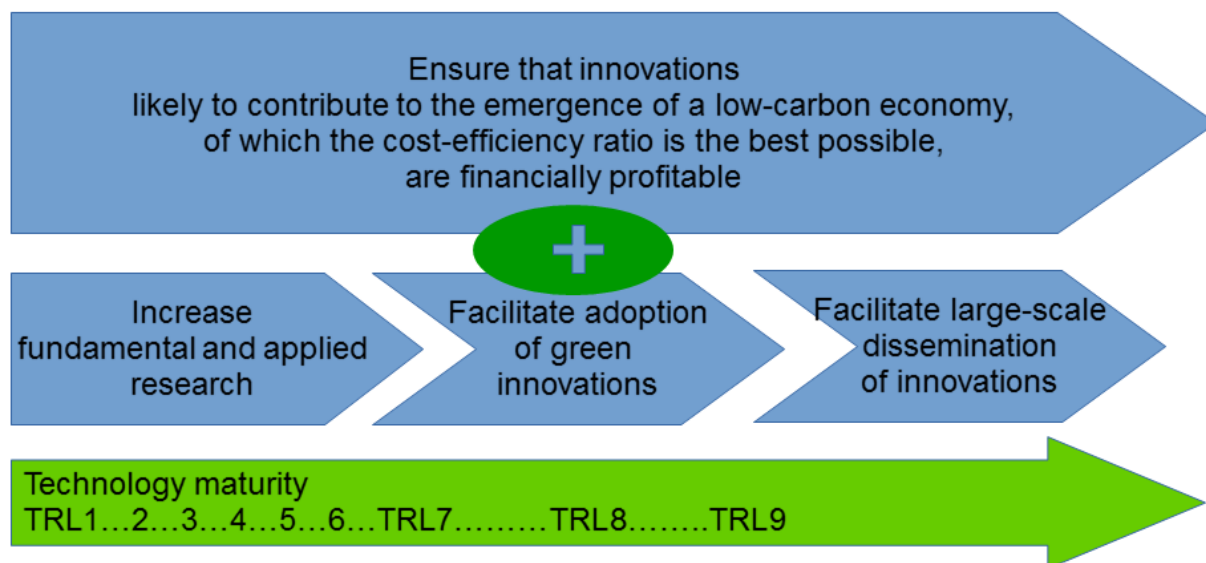 Ensure that innovations
likely to contribute to the emergence of a low-carbon economy,
of which the cost-efficiency ratio is the best possible,
are financially profitable
+
Increase
fundamental and applied
research
Facilitate adoption
of green
innovations
Facilitate large-scale
dissemination
of innovations
Technology maturity
TRL1…2…3…4…5…6…TRL7.……..TRL8……..TRL9